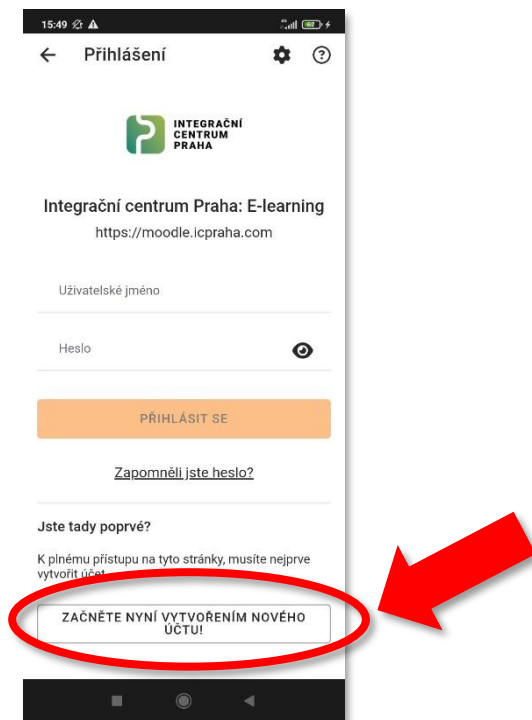 15:49
Přihlášení
INTEGRAČNÍ
CENTRUM
PRAHA
Integrační centrum Praha: E-learning
https://moodle.icpraha.com
Uživatelské jméno
Heslo
PŘIHLÁSIT SE
Zapomněli jste heslo?
Jste tady poprvé?
K plnému přístupu na tyto stránky, musíte nejprve
vytvořit účet
ZAČNĚTE NYNÍ VYTVOŘENÍM NOVÉHO
ÚČTU!